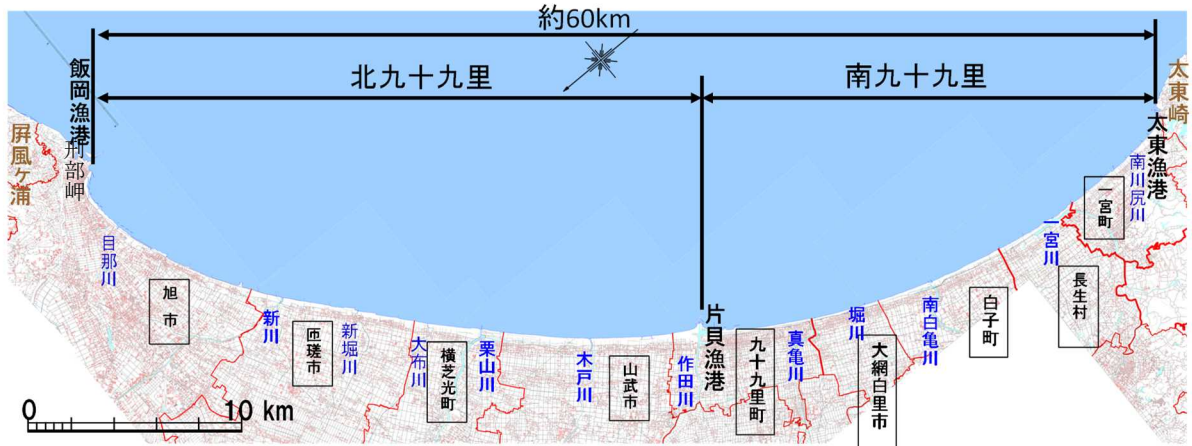 約60km
北九十九里
南九十九里
飯岡漁港
屛風ヶ浦
刑部岬
目那川
旭市
新川
匝瑳市
新堀川
大布川
横芝光町
栗山川
木戸川
山武市
作田川
片貝漁港
九十九里町
真亀川
堀川
大網白里市
南白亀川
白子町
長生村
一宮川
一宮町
南川尻川
太東漁港
太東崎
0
10 km